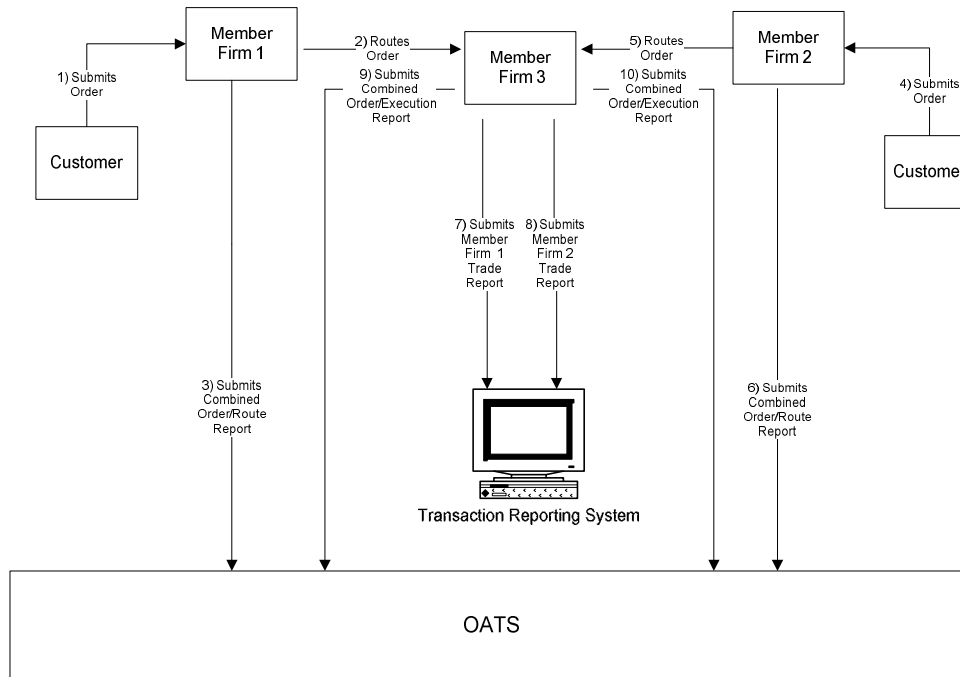 Member
Firm 1
2) Routes
Order
Member
Firm 3
5) Routes
Order
Member
Firm 2
1) Submits
Order
9) Submits
Combined
Order/Execution
Report
10) Submits
Combined
Order/Execution
Report
4) Submits
Order
Customer
Custome
7) Submits
Member
Firm 1
Trade
Report
8) Submits
Member
Firm 2
Trade
Report
3) Submits
Combined
Order/Route
Report
6) Submits
Combined
Order/Route
Report
Transaction Reporting System
OATS